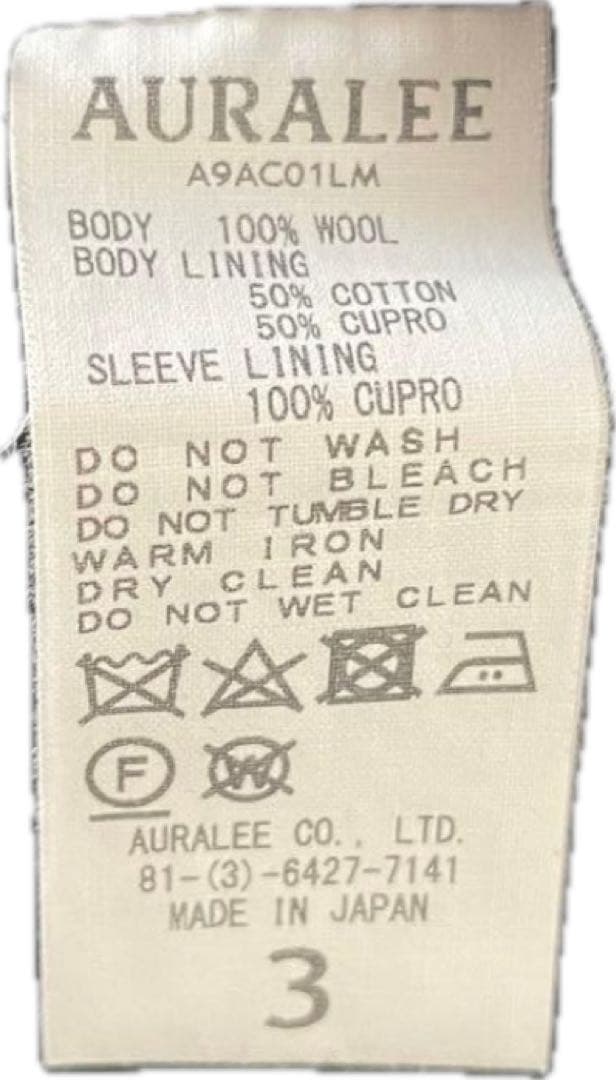 AURALEE
A9AC01LM
BODY 100% WOOL
BODY LINING
50% COTTON
50% CUPRO
SLEEVE LINING
100% CUPRO
DO NOT WASH
DO NOT BLEACH
DO NOT TUMBLE DRY
WARM IRON
DRY CLEAN
DO NOT WET CLEAN
F W
AURALEE CO., LTD.
81-(3)-6427-7141
MADE IN JAPAN
3